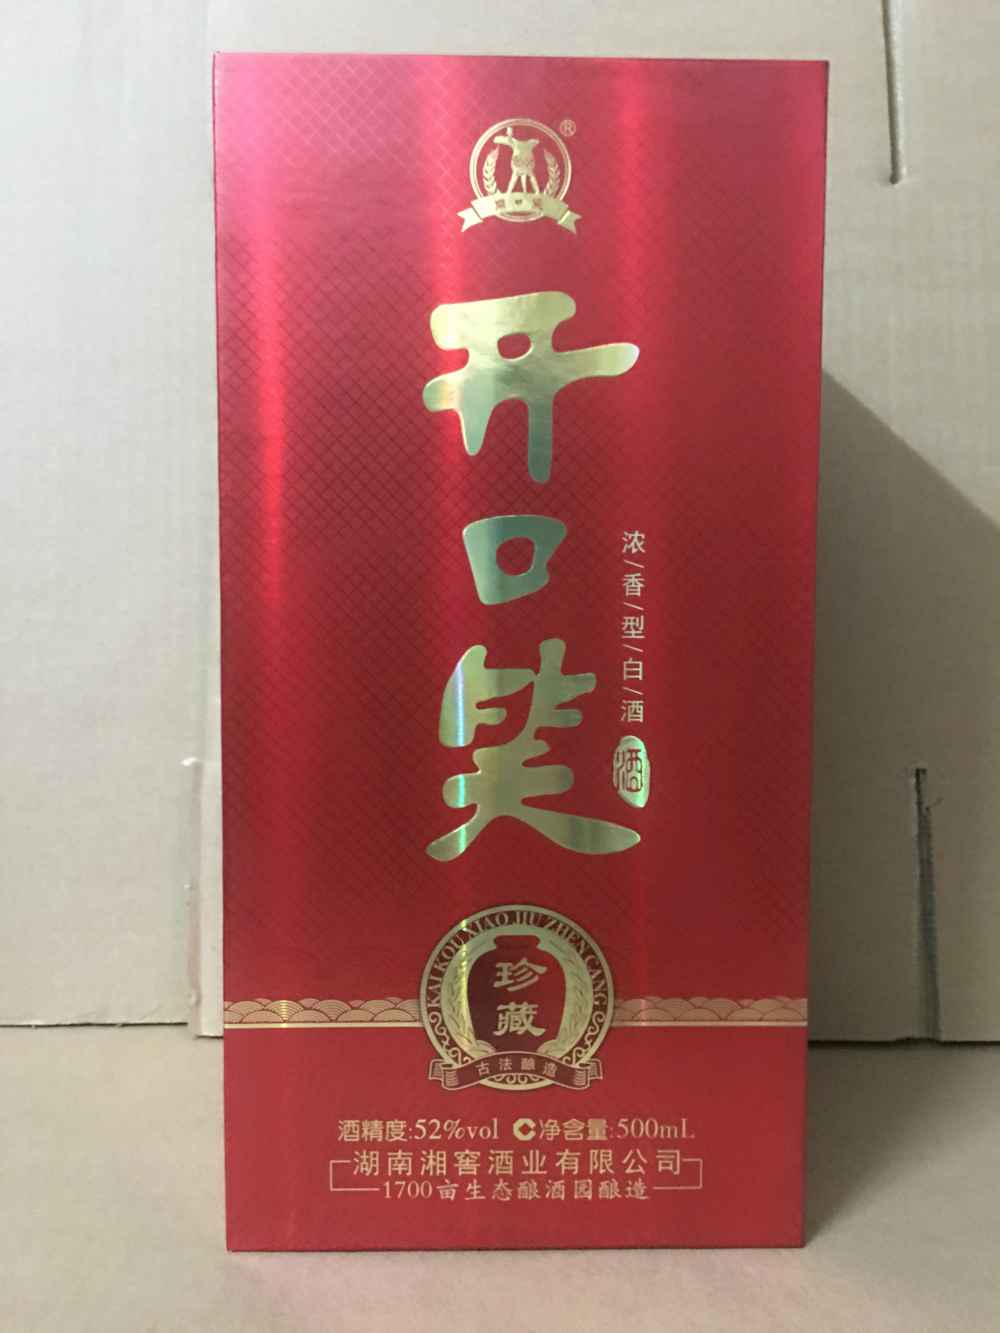 ®
开口笑
浓/香/型/白/酒
酒
KAI KOU XIAO JIU ZHEN CANG
珍藏
古法酿造
酒精度:52%vol C净含量:500mL
湖南湘窖酒业有限公司
1700亩生态酿酒园酿造